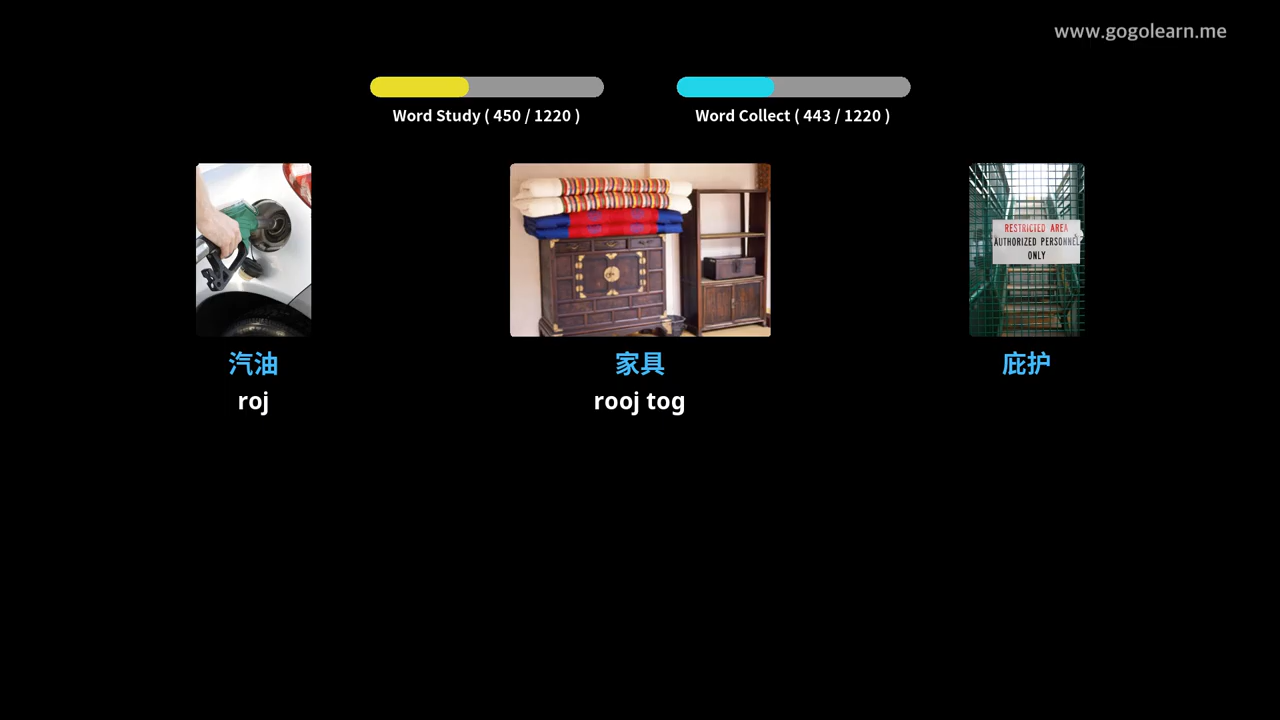 www.gogolearn.me
Word Study ( 450 / 1220 )
Word Collect ( 443 / 1220 )
RESTRICTED AREA
AUTHORIZED PERSONNEL
ONLY
汽油
roj
家具
rooj tog
庇护